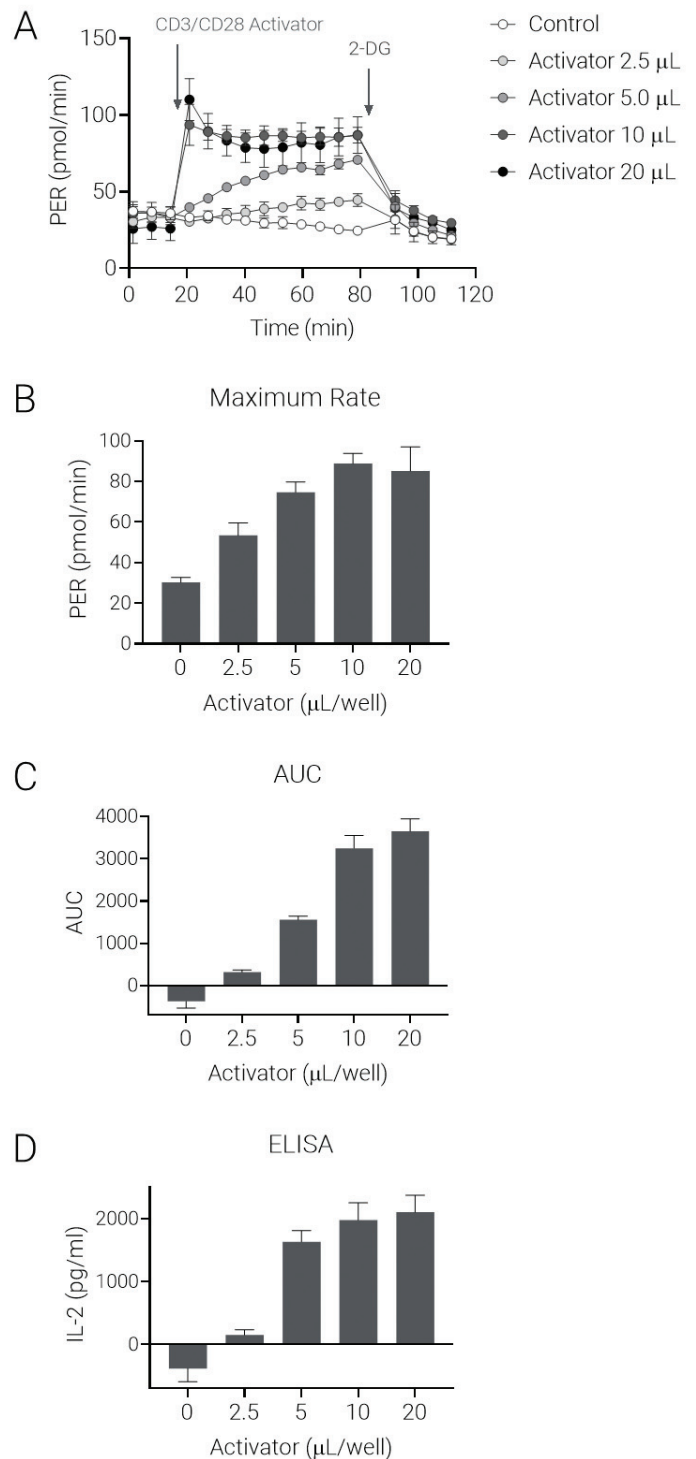 A
CD3/CD28 Activator
2-DG
Control
Activator 2.5 μL
Activator 5.0 μL
Activator 10 μL
Activator 20 μL
150
100
50
0
PER (pmol/min)
0 20 40 60 80 100 120
Time (min)
B
Maximum Rate
100
80
60
40
20
0
PER (pmol/min)
0 2.5 5 10 20
Activator (μL/well)
C
AUC
4000
3000
2000
1000
0
AUC
0 2.5 5 10 20
Activator (μL/well)
D
ELISA
2000
1000
0
IL-2 (pg/ml)
0 2.5 5 10 20
Activator (μL/well)